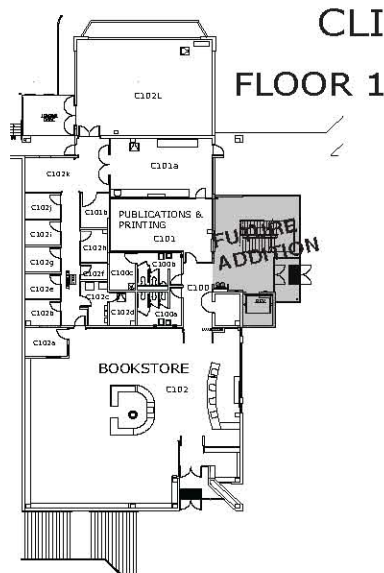 CLI
FLOOR 1
C102L
C101a
C102k
C102j
C101b
PUBLICATIONS &
PRINTING
C101
C102i
FUTURE
ADDITION
C102h
C102g
C100c
C100b
C102f
C102e
C100
C102c
C102b
C102d
C100a
C102a
BOOKSTORE
C102